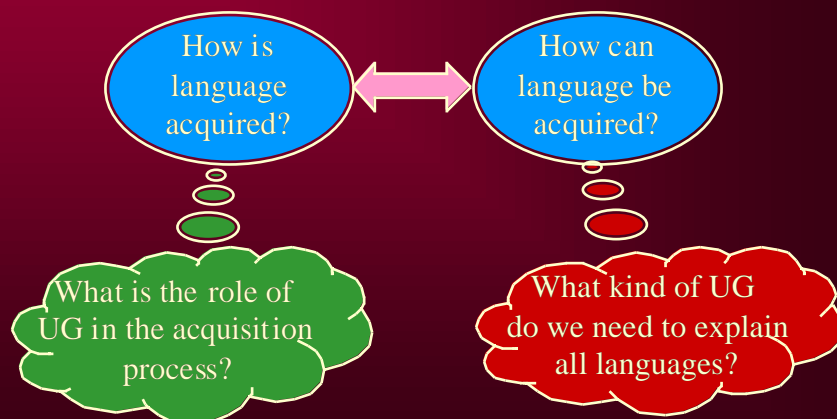 How is
language
acquired?
How can
language be
acquired?
What is the role of
UG in the acquisition
process?
What kind of UG
do we need to explain
all languages?